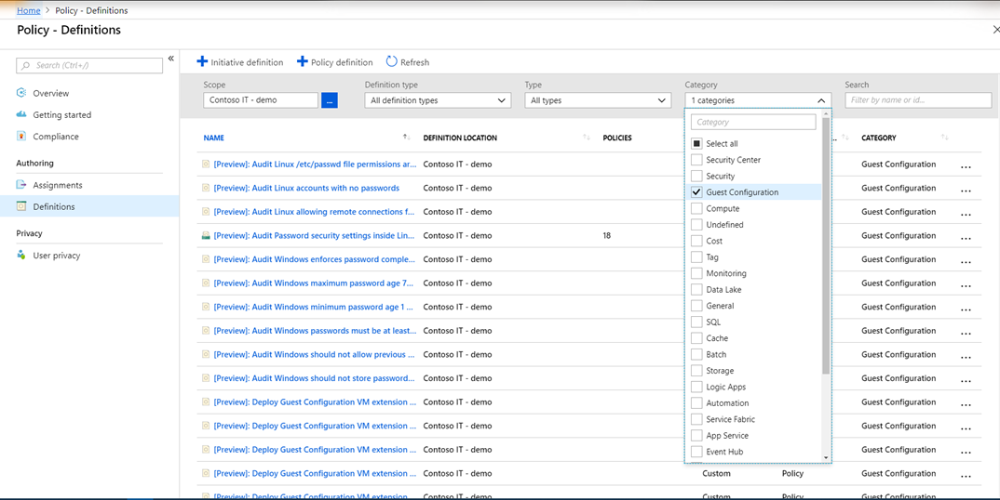 Home > Policy - Definitions
Policy - Definitions
Search (Ctrl+/)
Overview
Getting started
Compliance
Authoring
Assignments
Definitions
Privacy
User privacy
Initiative definition
Policy definition
Refresh
Scope
Contoso IT - demo
...
Definition type
All definition types
Type
All types
Category
1 categories
Search
Filter by name or id...
Category
Select all
Security Center
Security
Guest Configuration
Compute
Undefined
Cost
Tag
Monitoring
Data Lake
General
SQL
Cache
Batch
Storage
Logic Apps
Automation
Service Fabric
App Service
Event Hub
NAME DEFINITION LOCATION POLICIES ... CATEGORY
[Preview]: Audit Linux /etc/passwd file permissions ar... Contoso IT - demo Guest Configuration ...
[Preview]: Audit Linux accounts with no passwords Contoso IT - demo Guest Configuration ...
[Preview]: Audit Linux allowing remote connections f... Contoso IT - demo Guest Configuration ...
[Preview]: Audit Password security settings inside Lin... Contoso IT - demo 18 Guest Configuration ...
[Preview]: Audit Windows enforces password comple... Contoso IT - demo Guest Configuration ...
[Preview]: Audit Windows maximum password age 7... Contoso IT - demo Guest Configuration ...
[Preview]: Audit Windows minimum password age 1 ... Contoso IT - demo Guest Configuration ...
[Preview]: Audit Windows passwords must be at least... Contoso IT - demo Guest Configuration ...
[Preview]: Audit Windows should not allow previous ... Contoso IT - demo Guest Configuration ...
[Preview]: Audit Windows should not store password... Contoso IT - demo Guest Configuration ...
[Preview]: Deploy Guest Configuration VM extension ... Contoso IT - demo Guest Configuration ...
[Preview]: Deploy Guest Configuration VM extension ... Contoso IT - demo Guest Configuration ...
[Preview]: Deploy Guest Configuration VM extension ... Contoso IT - demo Guest Configuration ...
[Preview]: Deploy Guest Configuration VM extension ... Contoso IT - demo Custom Policy Guest Configuration ...
[Preview]: Deploy Guest Configuration VM extension ... Contoso IT - demo Custom Policy Guest Configuration ...